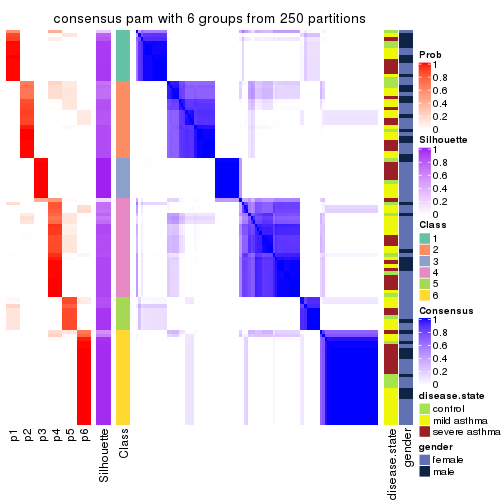 consensus pam with 6 groups from 250 partitions
p1
p2
p3
p4
p5
p6
Silhouette
Class
disease.state
gender
Prob
1
0.8
0.6
0.4
0.2
0
Silhouette
1
0.8
0.6
0.4
0.2
0
Class
1
2
3
4
5
6
Consensus
1
0.8
0.6
0.4
0.2
0
disease.state
control
mild asthma
severe asthma
gender
female
male